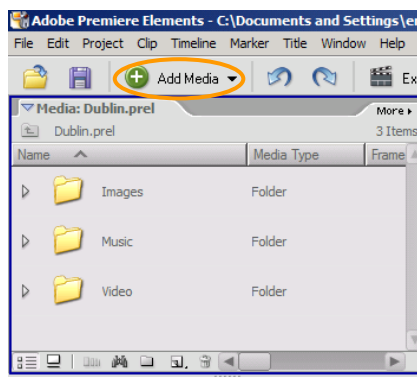 Adobe Premiere Elements - C:\Documents and Settings\e
File Edit Project Clip Timeline Marker Title Window Help
Add Media Ex
Media: Dublin.prel More
Dublin.prel 3 Items
Name Media Type Frame
Images Folder
Music Folder
Video Folder